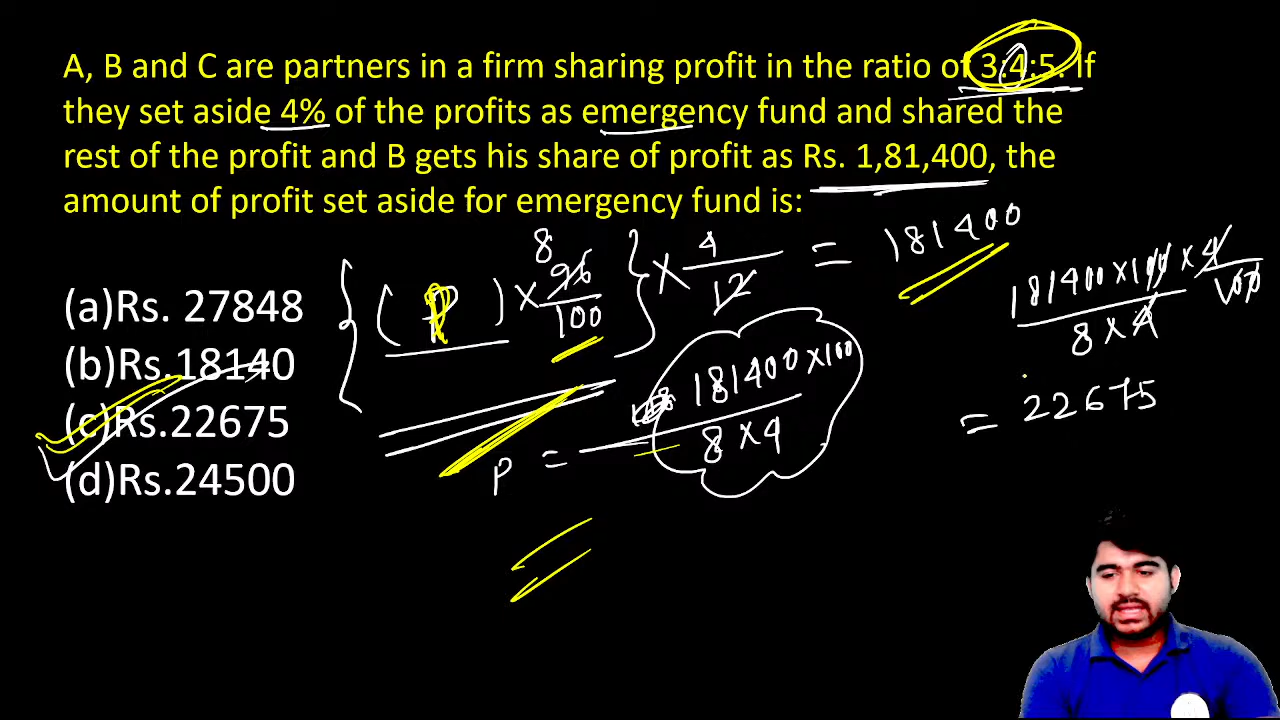 A, B and C are partners in a firm sharing profit in the ratio of 3:4:5. If
they set aside 4% of the profits as emergency fund and shared the
rest of the profit and B gets his share of profit as Rs. 1,81,400, the
amount of profit set aside for emergency fund is:
(a)Rs. 27848
(b)Rs.18140
(c)Rs.22675
(d)Rs.24500
{(P) × 96/100} × 4/12 = 181400
8
P = 181400×100 / 8×4
181400×100×4 / 8×4 100
= 22675